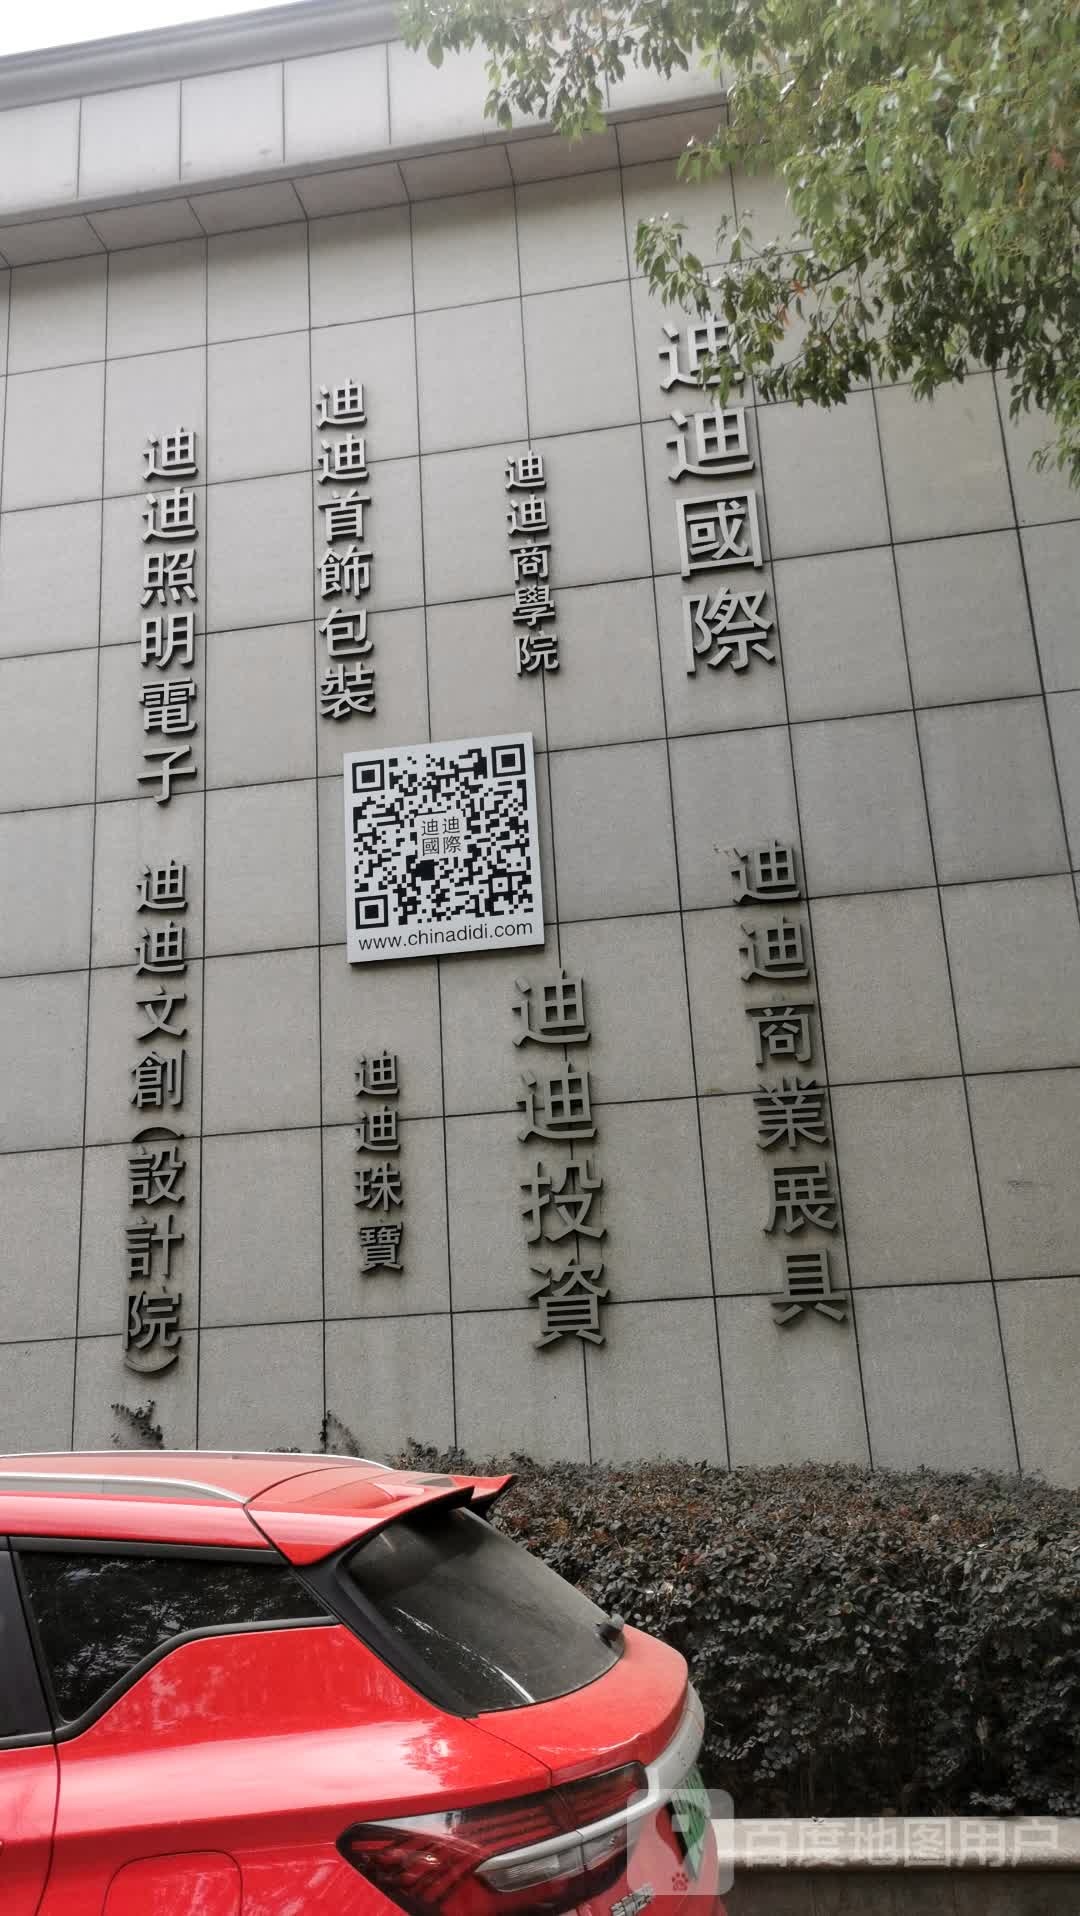 迪迪國際
迪迪商業展具
迪迪商學院
迪迪投資
迪迪首飾包裝
迪迪
國際
www.chinadidi.com
迪迪珠寶
迪迪照明電子
迪迪文創(設計院)
百度地图用户